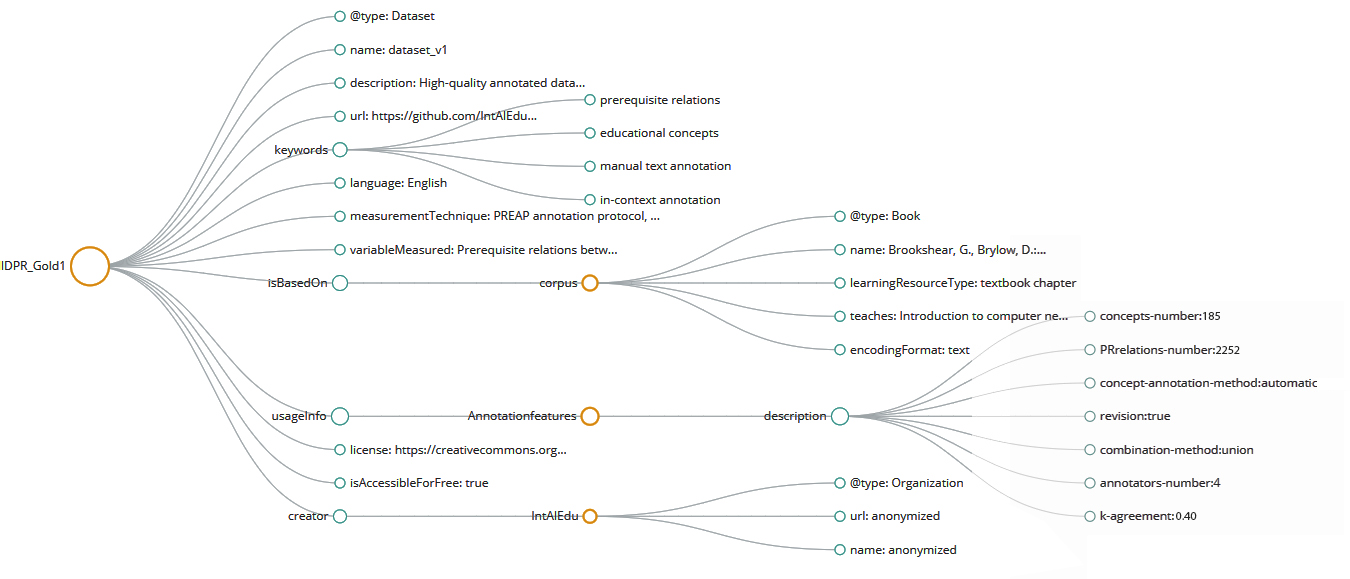 @type: Dataset
name: dataset_v1
description: High-quality annotated data...
prerequisite relations
url: https://github.com/IntAIEdu...
educational concepts
keywords
manual text annotation
language: English
in-context annotation
measurementTechnique: PREAP annotation protocol, ...
@type: Book
variableMeasured: Prerequisite relations betw...
name: Brookshear, G., Brylow, D.:...
IDPR_Gold1
isBasedOn
corpus
learningResourceType: textbook chapter
teaches: Introduction to computer ne...
concepts-number:185
encodingFormat: text
PRrelations-number:2252
concept-annotation-method:automatic
usageInfo
Annotationfeatures
description
revision:true
license: https://creativecommons.org...
combination-method:union
isAccessibleForFree: true
@type: Organization
annotators-number:4
creator
IntAIEdu
url: anonymized
k-agreement:0.40
name: anonymized